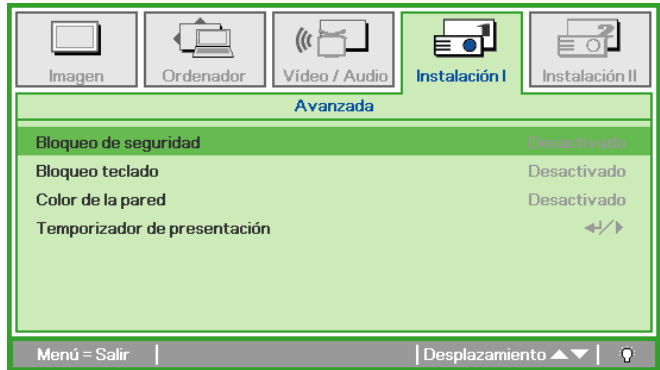 Imagen
Ordenador
Vídeo / Audio
Instalación I
Instalación II
Avanzada
Bloqueo de seguridad Desactivado
Bloqueo teclado Desactivado
Color de la pared Desactivado
Temporizador de presentación
Menú = Salir Desplazamiento